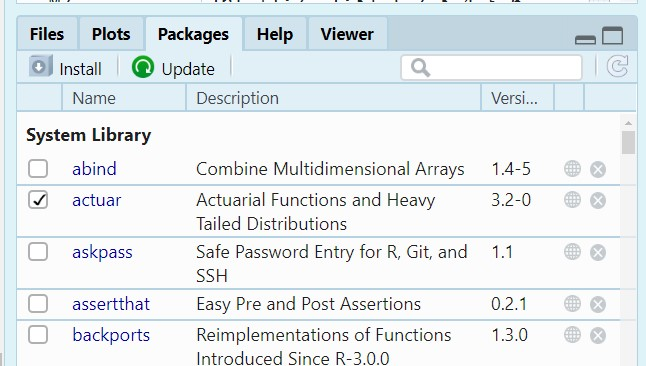 Files Plots Packages Help Viewer
Install Update
Name Description Versi...
System Library
abind Combine Multidimensional Arrays 1.4-5
actuar Actuarial Functions and Heavy 3.2-0
Tailed Distributions
askpass Safe Password Entry for R, Git, and 1.1
SSH
assertthat Easy Pre and Post Assertions 0.2.1
backports Reimplementations of Functions 1.3.0
Introduced Since R-3.0.0